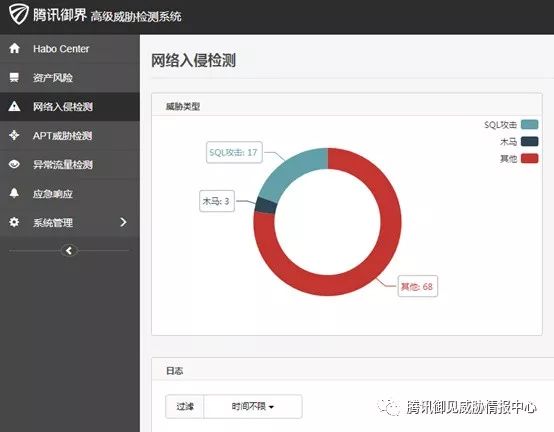 腾讯御界 高级威胁检测系统
Habo Center
资产风险
网络入侵检测
APT威胁检测
异常流量检测
应急响应
系统管理
网络入侵检测
威胁类型
SQL攻击
木马
其他
SQL攻击: 17
木马: 3
其他: 68
日志
过滤 时间不限
腾讯御见威胁情报中心